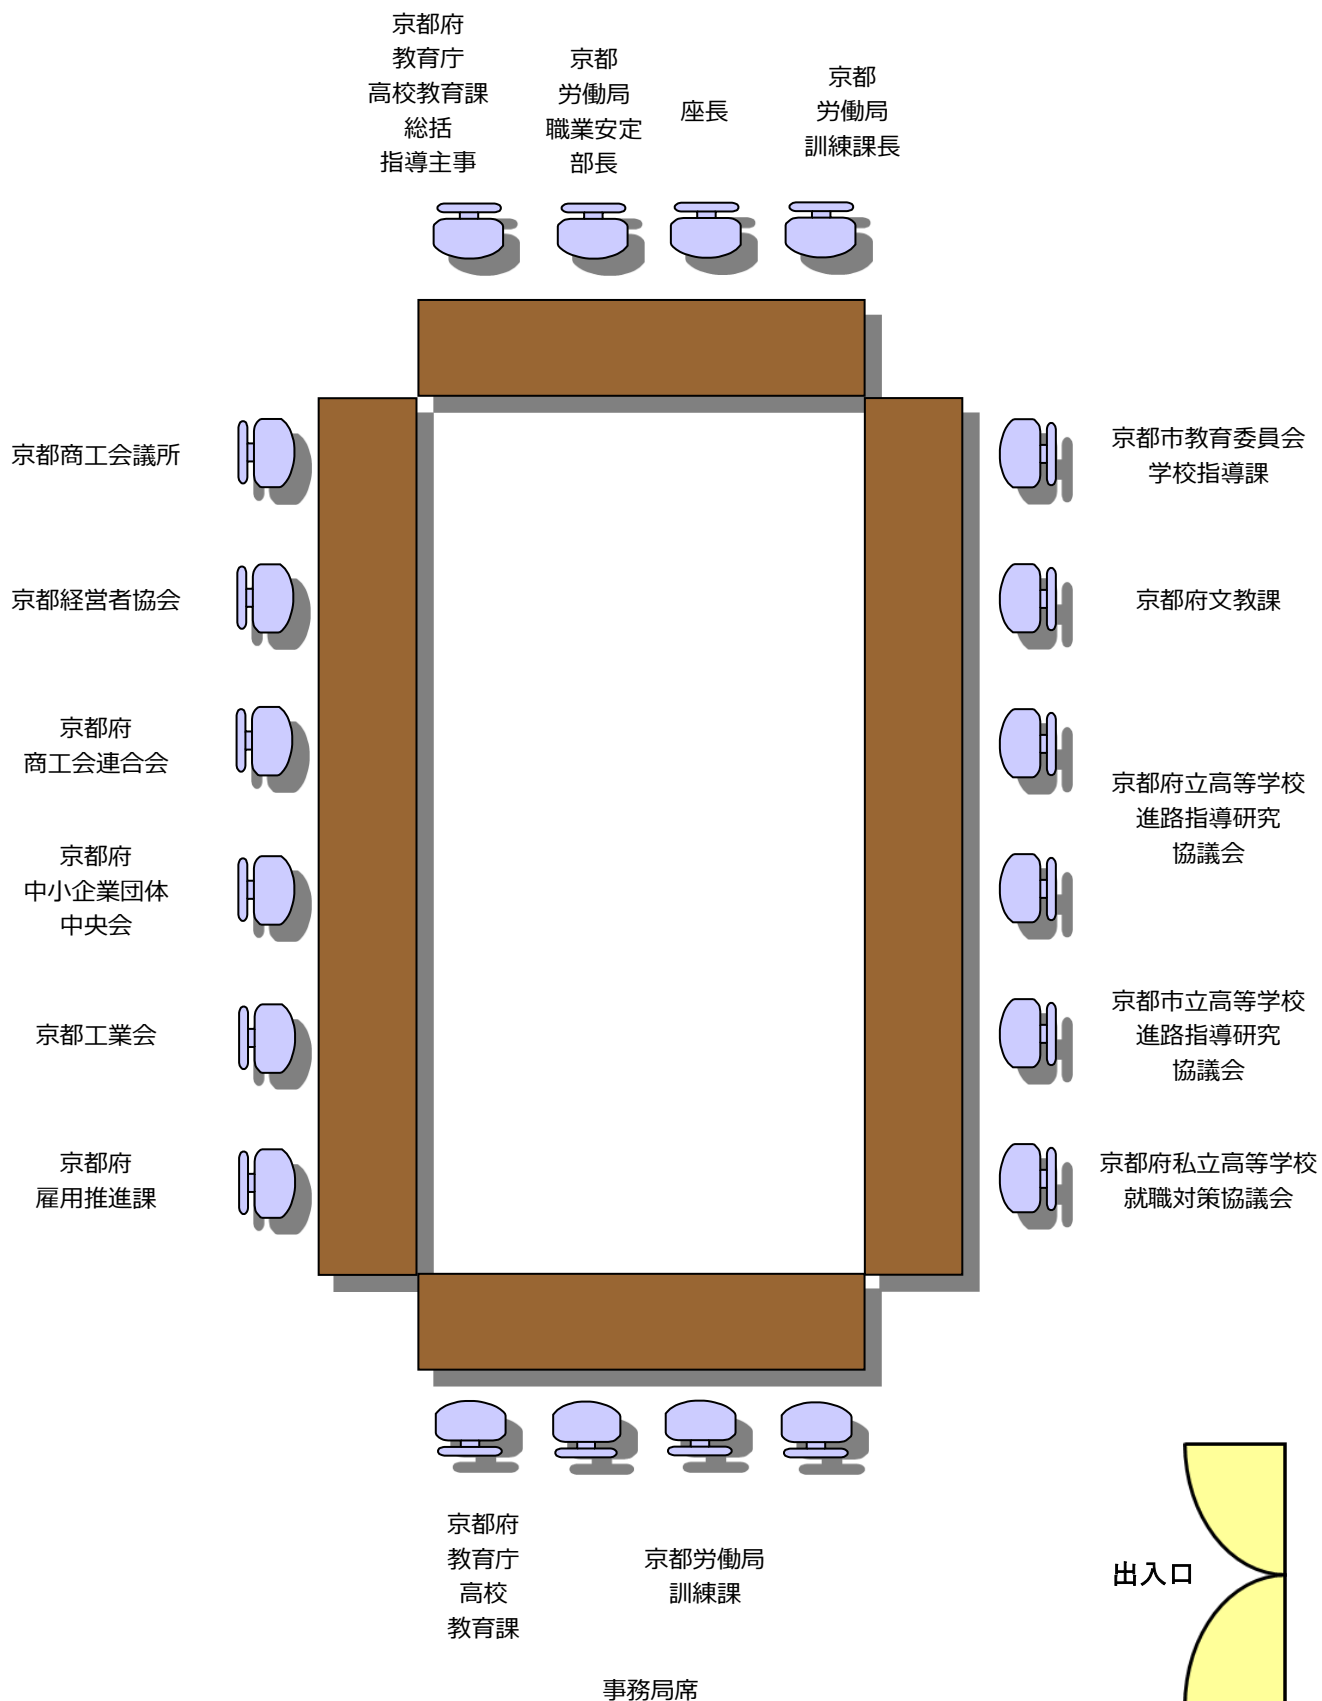 京都府
教育庁
高校教育課
総括
指導主事
京都
労働局
職業安定
部長
座長
京都
労働局
訓練課長
京都商工会議所
京都経営者協会
京都府
商工会連合会
京都府
中小企業団体
中央会
京都工業会
京都府
雇用推進課
京都市教育委員会
学校指導課
京都府文教課
京都府立高等学校
進路指導研究
協議会
京都市立高等学校
進路指導研究
協議会
京都府私立高等学校
就職対策協議会
京都府
教育庁
高校
教育課
京都労働局
訓練課
出入口
事務局席